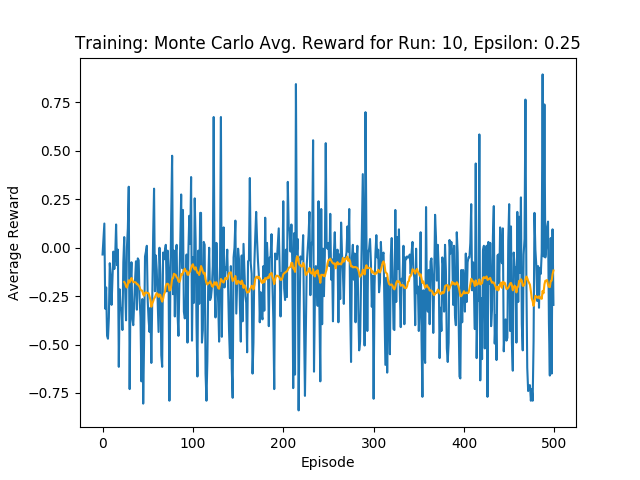 Training: Monte Carlo Avg. Reward for Run: 10, Epsilon: 0.25
0.75
0.50
0.25
0.00
−0.25
−0.50
−0.75
Average Reward
0 100 200 300 400 500
Episode